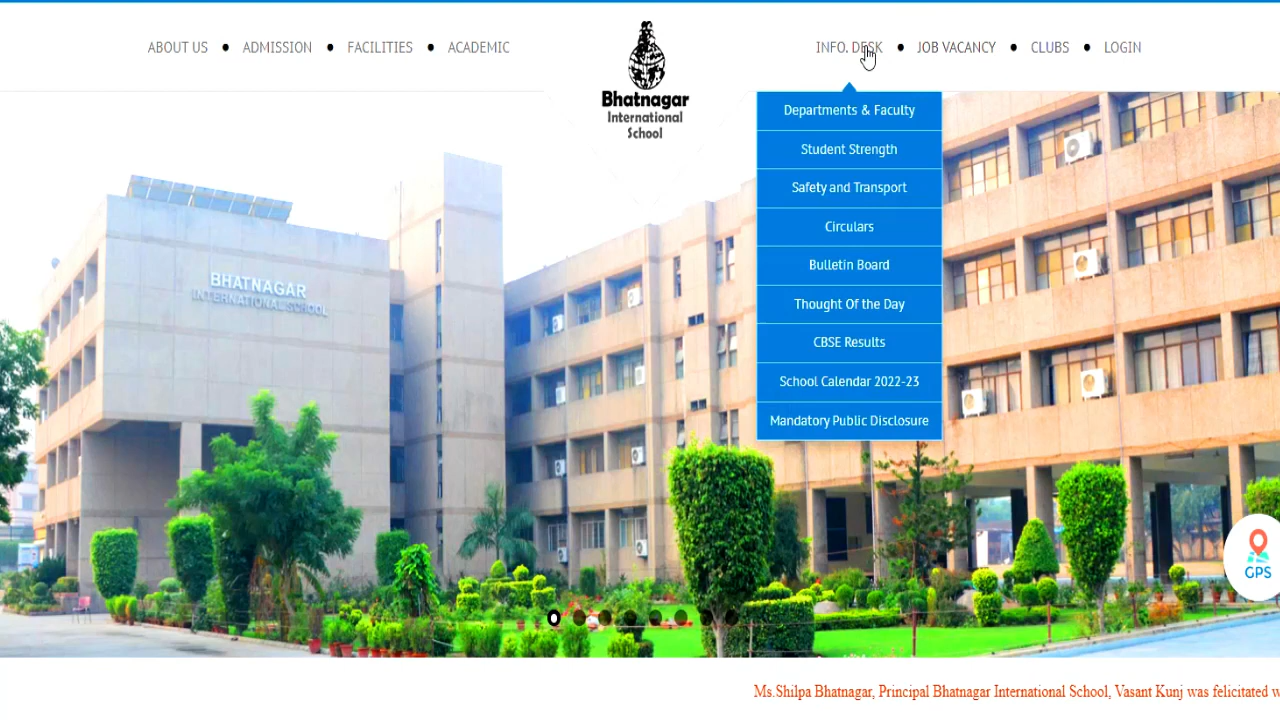 ABOUT US ADMISSION FACILITIES ACADEMIC
INFO. DESK JOB VACANCY CLUBS LOGIN
Bhatnagar
International
School
Departments & Faculty
Student Strength
Safety and Transport
Circulars
Bulletin Board
Thought Of the Day
CBSE Results
School Calendar 2022-23
Mandatory Public Disclosure
BHATNAGAR
INTERNATIONAL SCHOOL
GPS
Ms.Shilpa Bhatnagar, Principal Bhatnagar International School, Vasant Kunj was felicitated